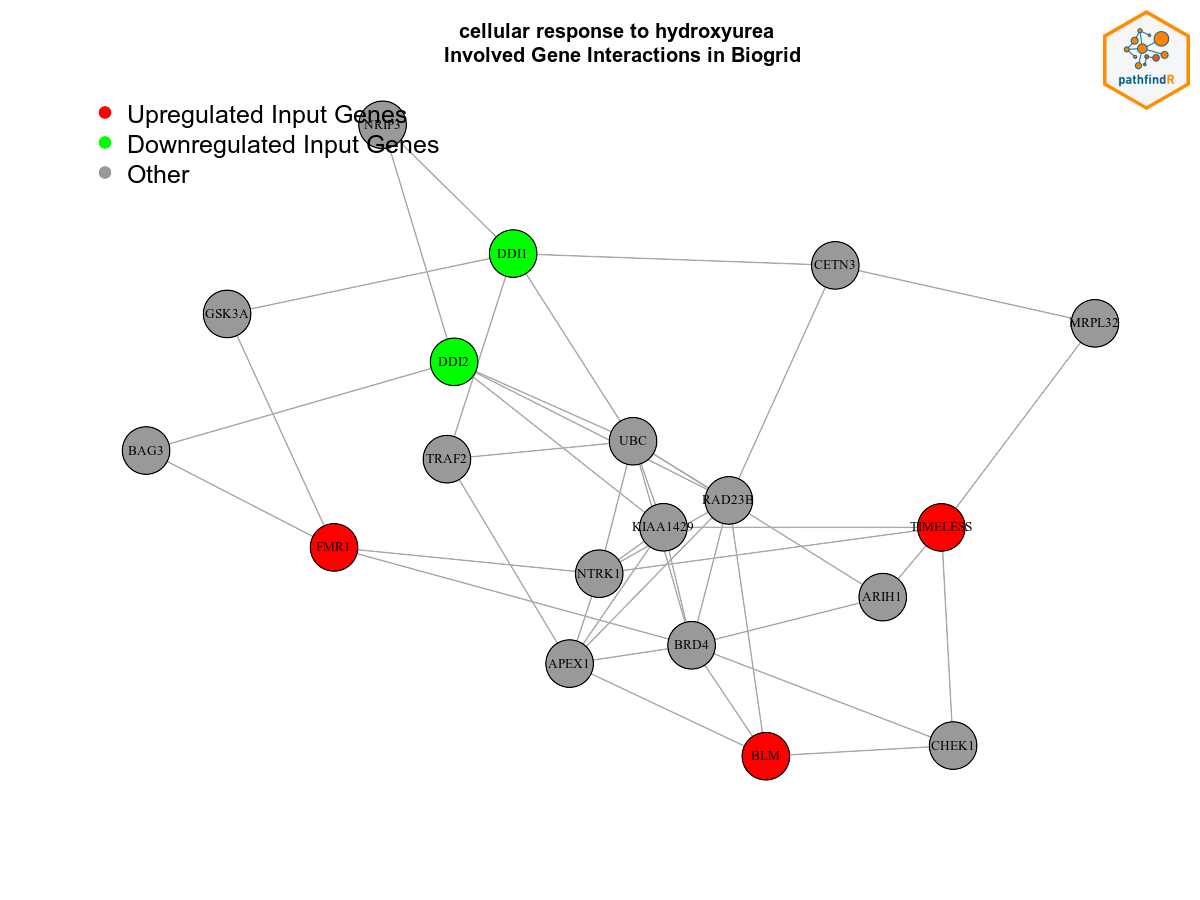 cellular response to hydroxyurea
Involved Gene Interactions in Biogrid
pathfindR
Upregulated Input Genes
NRIP3
Downregulated Input Genes
Other
DDI1
CETN3
GSK3A
MRPL32
DDI2
UBC
BAG3
TRAF2
RAD23B
KIAA1429
TIMELESS
FMR1
NTRK1
ARIH1
BRD4
APEX1
CHEK1
BLM